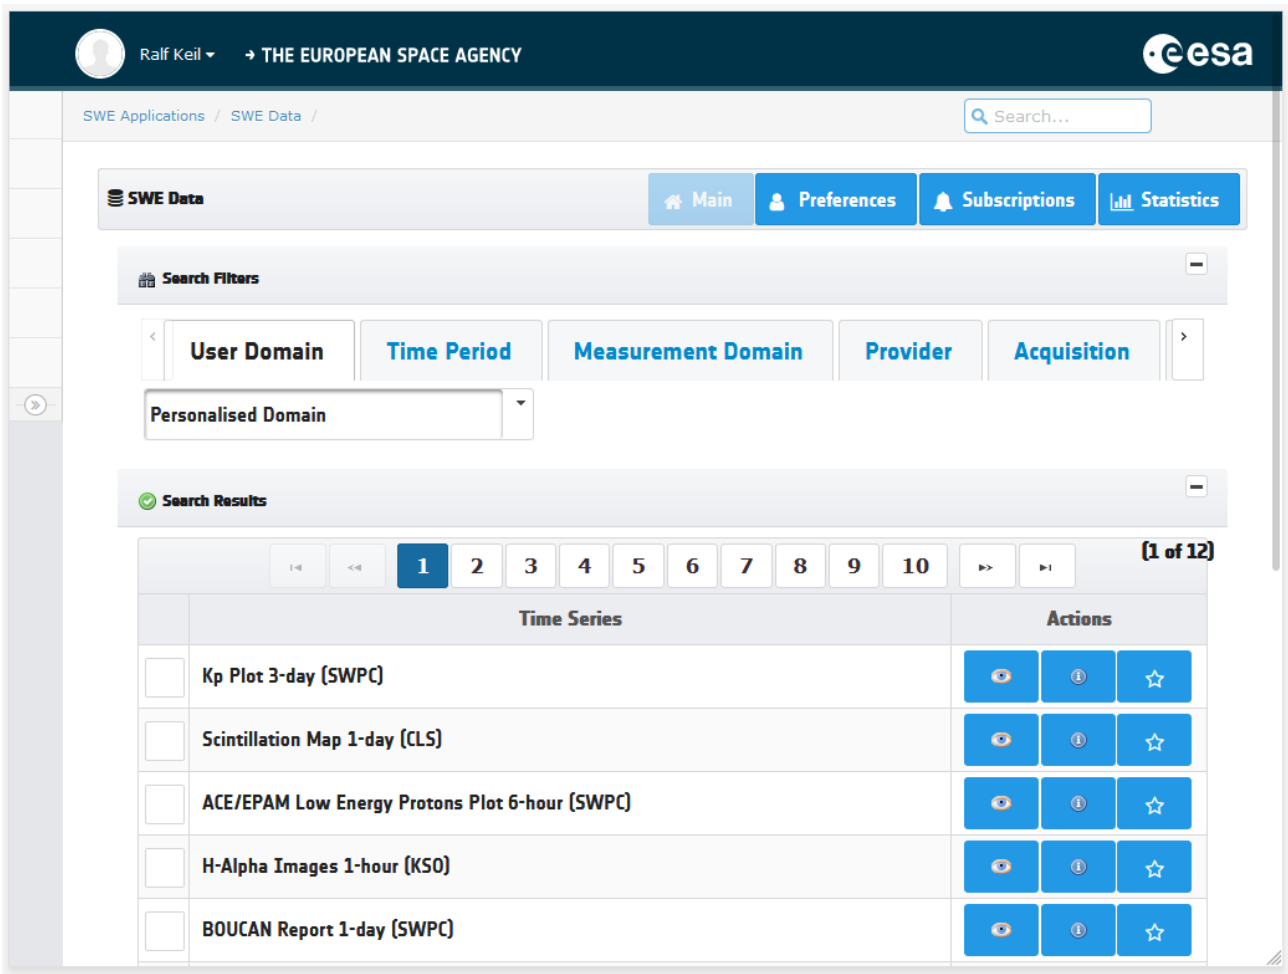 Ralf Keil
THE EUROPEAN SPACE AGENCY
esa
SWE Applications / SWE Data /
Search...
SWE Data
Main
Preferences
Subscriptions
Statistics
Search Filters
User Domain
Time Period
Measurement Domain
Provider
Acquisition
Personalised Domain
Search Results
1 2 3 4 5 6 7 8 9 10
(1 of 12)
Time Series
Actions
Kp Plot 3-day (SWPC)
Scintillation Map 1-day (CLS)
ACE/EPAM Low Energy Protons Plot 6-hour (SWPC)
H-Alpha Images 1-hour (KSO)
BOUCAN Report 1-day (SWPC)